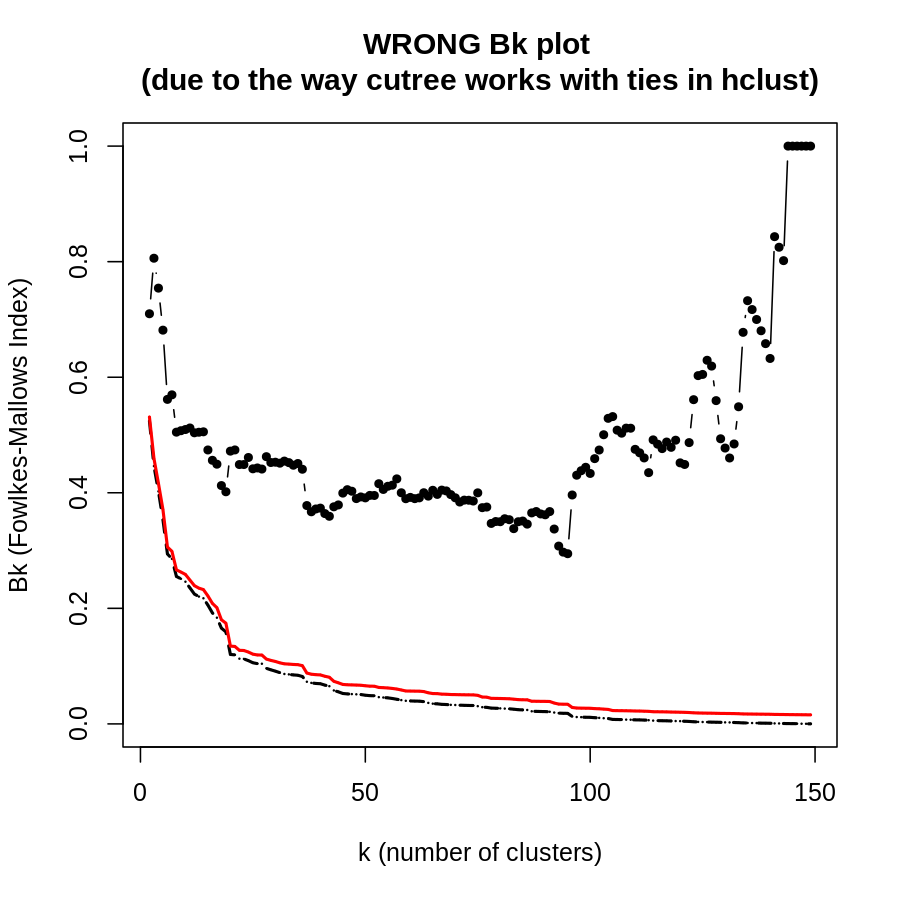 WRONG Bk plot
(due to the way cutree works with ties in hclust)
Bk (Fowlkes-Mallows Index)
1.0
0.8
0.6
0.4
0.2
0.0
0 50 100 150
k (number of clusters)